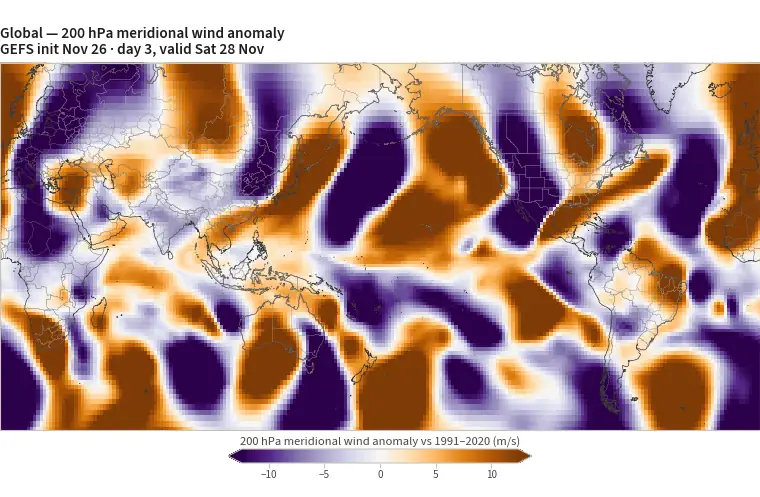 Global — 200 hPa meridional wind anomaly
GEFS init Nov 26 · day 3, valid Sat 28 Nov
200 hPa meridional wind anomaly vs 1991–2020 (m/s)
−10 −5 0 5 10